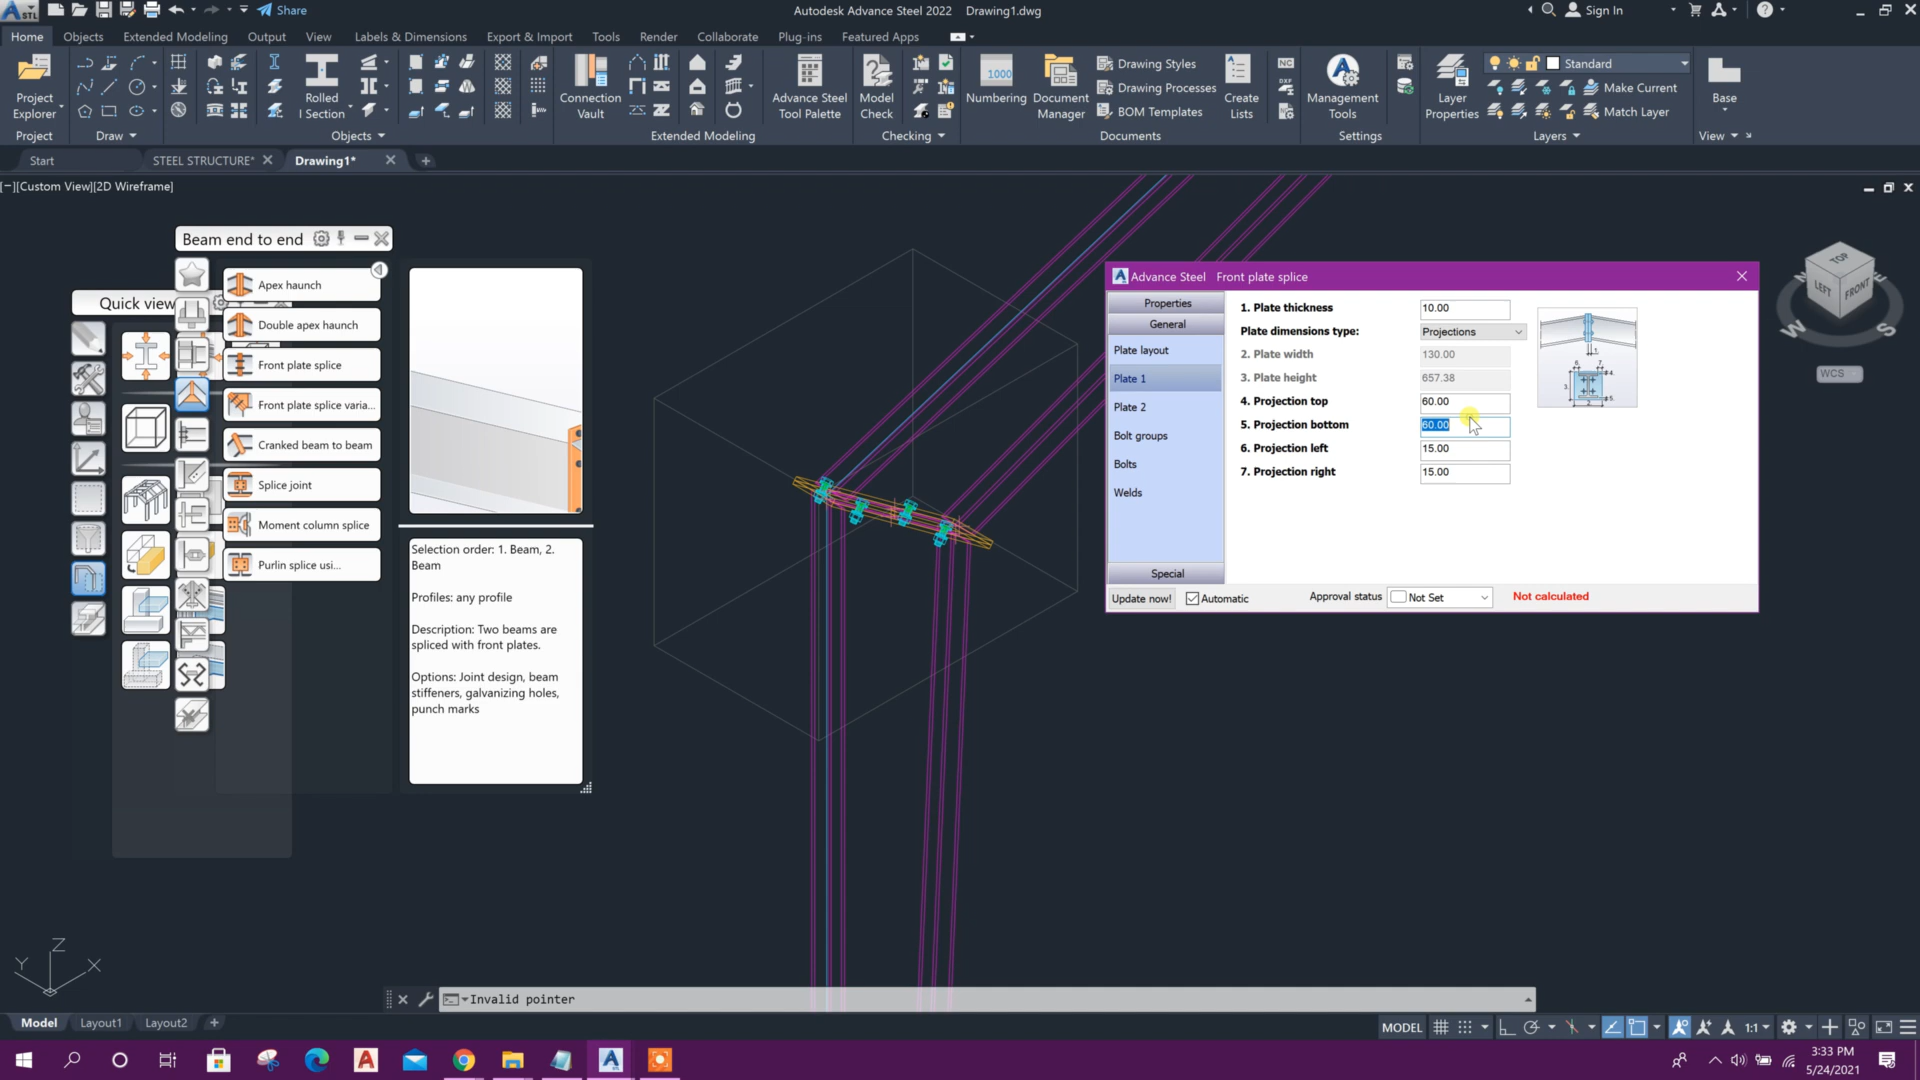 STL
Share
Autodesk Advance Steel 2022 Drawing1.dwg
Sign In
Home Objects Extended Modeling Output View Labels & Dimensions Export & Import Tools Render Collaborate Plug-ins Featured Apps
Project Explorer
Rolled I Section
Connection Vault
Advance Steel Tool Palette
Model Check
1000
Numbering
Document Manager
Drawing Styles
Drawing Processes
BOM Templates
Create Lists
NC
DXF
Management Tools
Layer Properties
Standard
Make Current
Match Layer
Base
Project Draw Objects Extended Modeling Checking Documents Settings Layers View
Start STEEL STRUCTURE* Drawing1*
[−][Custom View][2D Wireframe]
Beam end to end
Quick view
Apex haunch
Double apex haunch
Front plate splice
Front plate splice varia...
Cranked beam to beam
Splice joint
Moment column splice
Purlin splice usi...
Selection order: 1. Beam, 2.
Beam
Profiles: any profile
Description: Two beams are
spliced with front plates.
Options: Joint design, beam
stiffeners, galvanizing holes,
punch marks
Advance Steel Front plate splice
Properties
General
Plate layout
Plate 1
Plate 2
Bolt groups
Bolts
Welds
Special
1. Plate thickness 10.00
Plate dimensions type: Projections
2. Plate width 130.00
3. Plate height 657.38
4. Projection top 60.00
5. Projection bottom 60.00
6. Projection left 15.00
7. Projection right 15.00
Update now! Automatic Approval status Not Set Not calculated
TOP
LEFT FRONT
W S
WCS
Z
Y X
Invalid pointer
Model Layout1 Layout2
MODEL
1:1
3:33 PM
5/24/2021